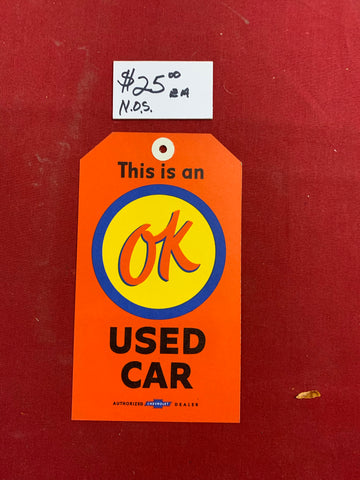 $25.00
EA
N.O.S.
This is an
OK
USED
CAR
AUTHORIZED CHEVROLET DEALER